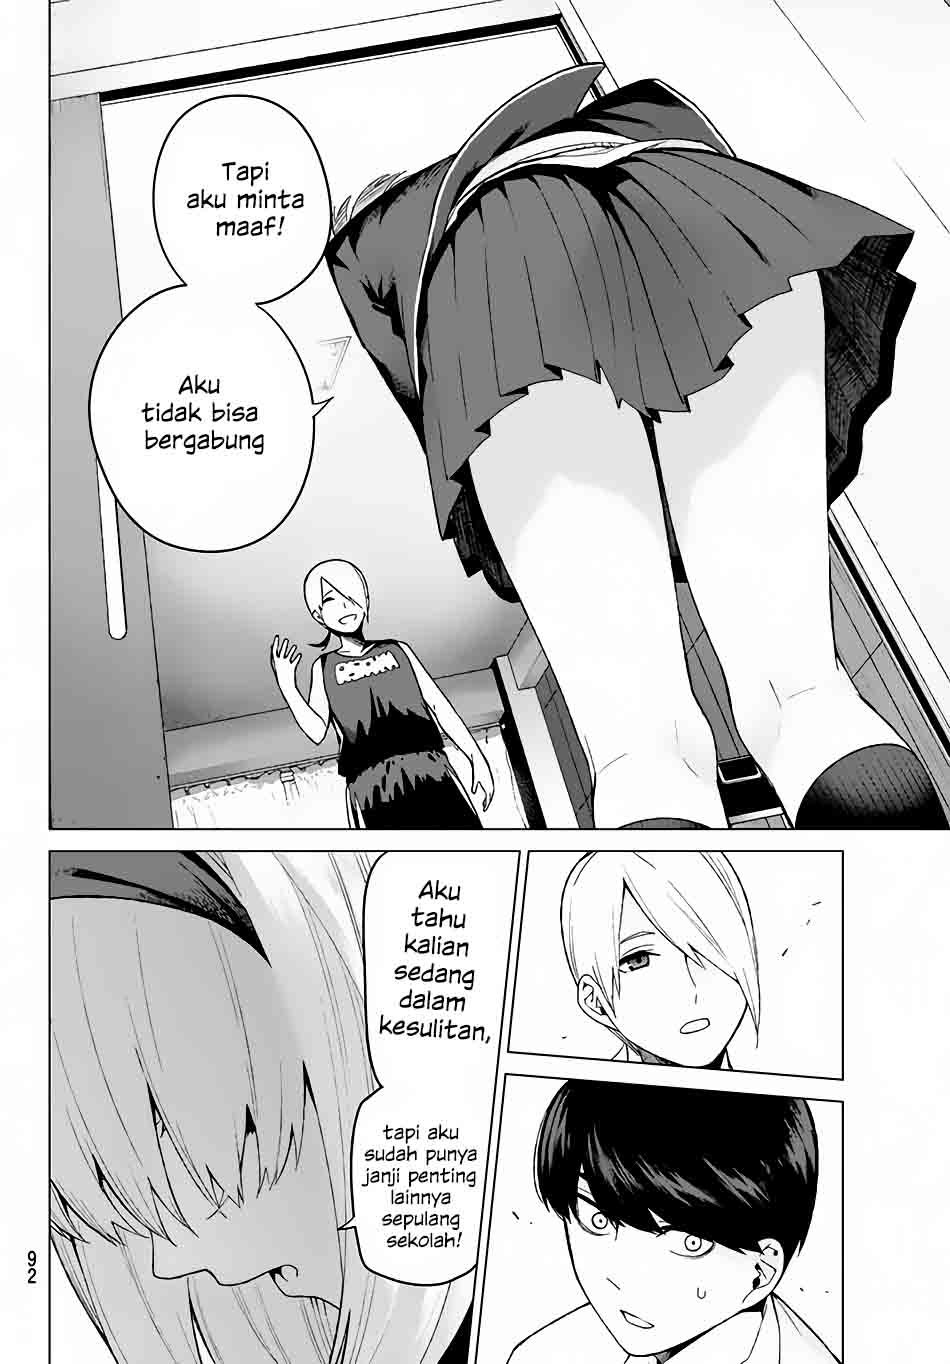 Tapi
aku minta
maaf!
Aku
tidak bisa
bergabung
Aku
tahu
kalian
sedang
dalam
kesulitan,
tapi aku
sudah punya
janji penting
lainnya
sepulang
sekolah!
92